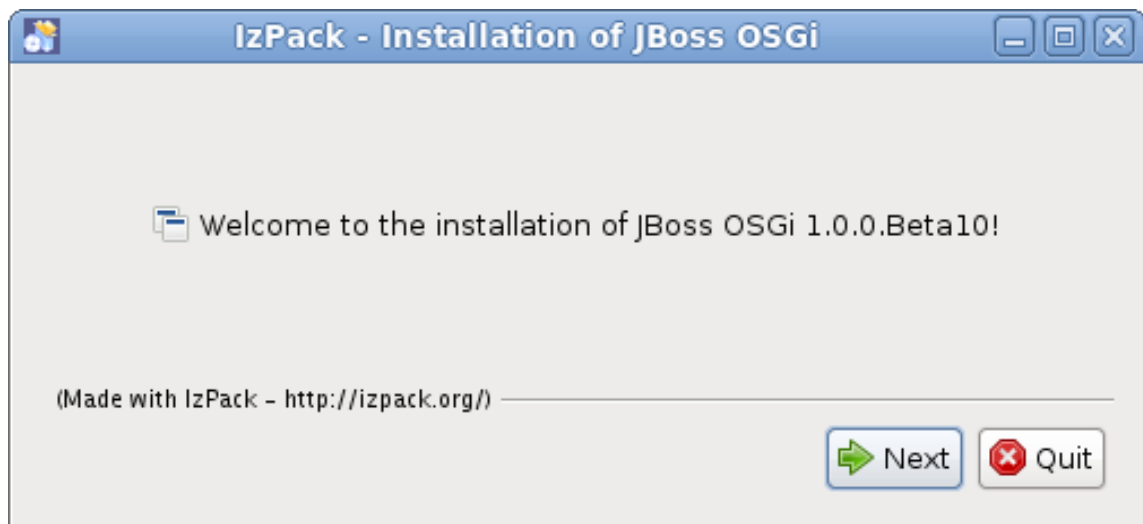 IzPack - Installation of JBoss OSGi
Welcome to the installation of JBoss OSGi 1.0.0.Beta10!
(Made with IzPack - http://izpack.org/)
Next Quit